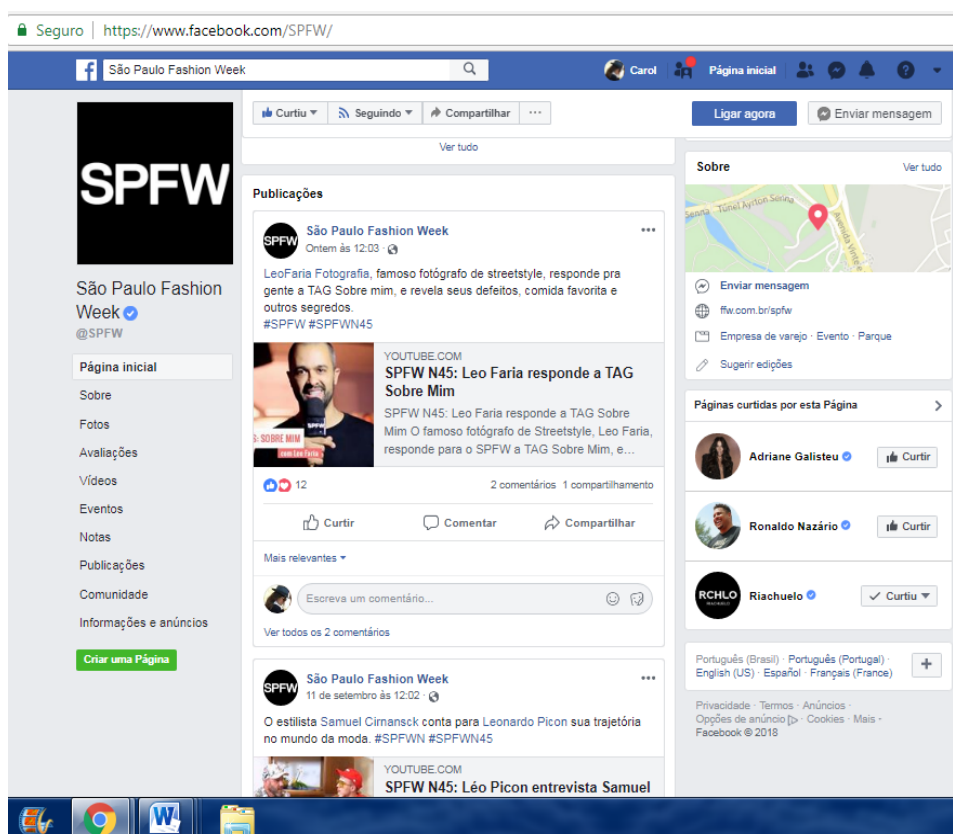 Seguro | https://www.facebook.com/SPFW/
São Paulo Fashion Week
Carol
Página inicial
SPFW
São Paulo Fashion
Week
@SPFW
Página inicial
Sobre
Fotos
Avaliações
Vídeos
Eventos
Notas
Publicações
Comunidade
Informações e anúncios
Criar uma Página
Curtiu
Seguindo
Compartilhar
Ligar agora
Enviar mensagem
Ver tudo
Publicações
SPFW
São Paulo Fashion Week
Ontem às 12:03 ·
LeoFaria Fotografia, famoso fotógrafo de streetstyle, responde pra
gente a TAG Sobre mim, e revela seus defeitos, comida favorita e
outros segredos.
#SPFW #SPFWN45
SOBRE MIM
com Leo Faria
YOUTUBE.COM
SPFW N45: Leo Faria responde a TAG
Sobre Mim
SPFW N45: Leo Faria responde a TAG Sobre
Mim O famoso fotógrafo de Streetstyle, Leo Faria,
responde para o SPFW a TAG Sobre Mim, e...
12
2 comentários 1 compartilhamento
Curtir
Comentar
Compartilhar
Mais relevantes
Escreva um comentário...
Ver todos os 2 comentários
SPFW
São Paulo Fashion Week
11 de setembro às 12:02 ·
O estilista Samuel Cirnansck conta para Leonardo Picon sua trajetória
no mundo da moda. #SPFWN #SPFWN45
YOUTUBE.COM
SPFW N45: Léo Picon entrevista Samuel
Sobre
Ver tudo
Senna
Túnel Ayrton Senna
Enviar mensagem
ffw.com.br/spfw
Empresa de varejo · Evento · Parque
Sugerir edições
Páginas curtidas por esta Página
Adriane Galisteu
Curtir
Ronaldo Nazário
Curtir
RCHLO
RIACHUELO
Riachuelo
Curtiu
Português (Brasil) · Português (Portugal) ·
English (US) · Español · Français (France)
Privacidade · Termos · Anúncios ·
Opções de anúncio · Cookies · Mais
Facebook © 2018